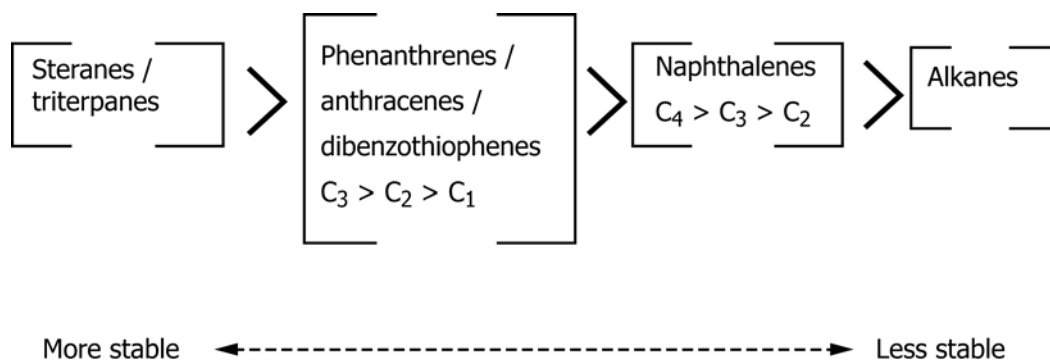 Steranes /
triterpanes
>
Phenanthrenes /
anthracenes /
dibenzothiophenes
C₃ > C₂ > C₁
>
Naphthalenes
C₄ > C₃ > C₂
>
Alkanes
More stable
Less stable